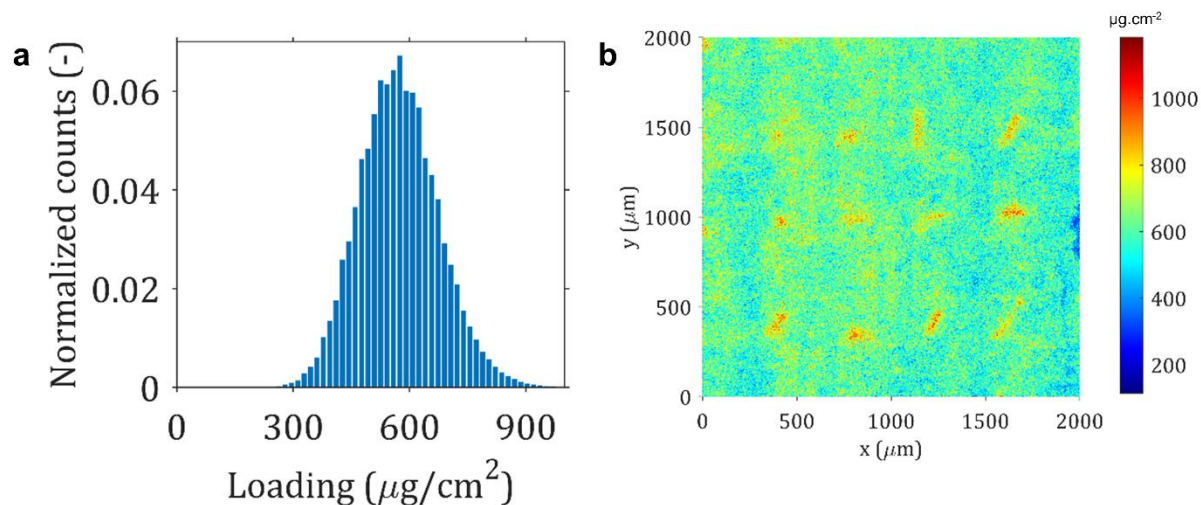 a
Normalized counts (-)
0.06
0.04
0.02
0
0 300 600 900
Loading (μg/cm²)
b
μg.cm⁻²
y (μm)
2000
1500
1000
500
0
0 500 1000 1500 2000
x (μm)
1000
800
600
400
200